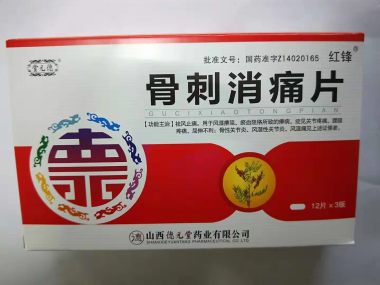 德元堂
批准文号：国药准字Z14020165 红锋
骨刺消痛片
GUCIXIAOTONGPIAN
【功能主治】祛风止痛。用于风湿痹阻、瘀血阻络所致的痹病，症见关节疼痛、腰腿
疼痛、屈伸不利；骨性关节炎、风湿性关节炎、风湿痛见上述证候者。
12片×3板
山西德元堂药业有限公司
SHANXIDEYUANTANG PHARMACEUTICAL CO., LTD